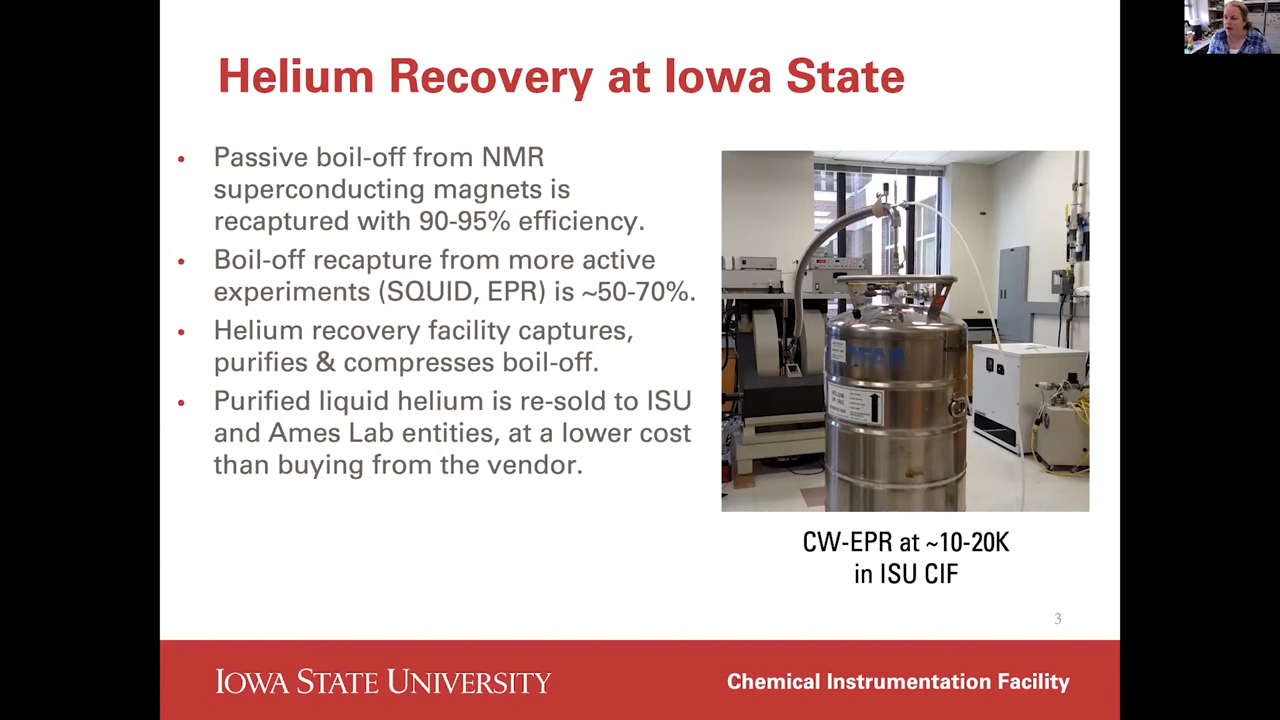 Helium Recovery at Iowa State
• Passive boil-off from NMR
superconducting magnets is
recaptured with 90-95% efficiency.
• Boil-off recapture from more active
experiments (SQUID, EPR) is ~50-70%.
• Helium recovery facility captures,
purifies & compresses boil-off.
• Purified liquid helium is re-sold to ISU
and Ames Lab entities, at a lower cost
than buying from the vendor.
CW-EPR at ~10-20K
in ISU CIF
3
IOWA STATE UNIVERSITY
Chemical Instrumentation Facility